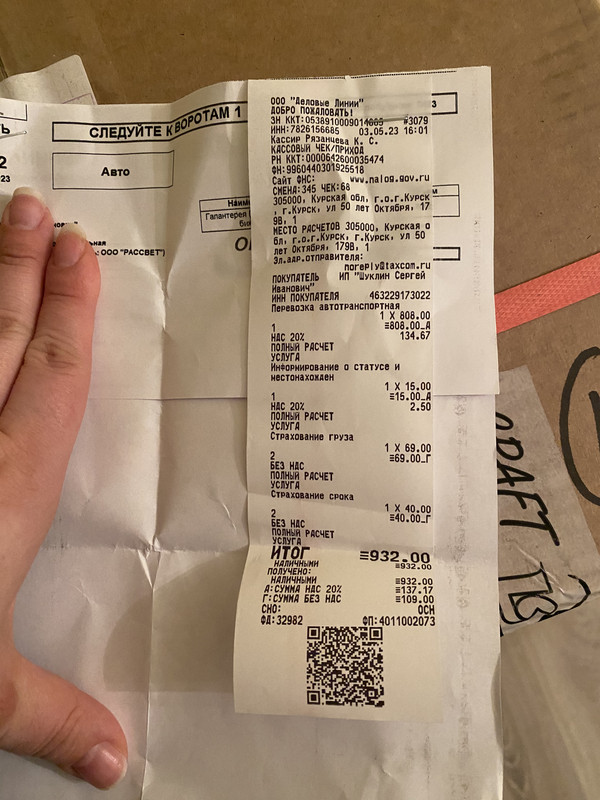 СЛЕДУЙТЕ К ВОРОТАМ 1
Авто
ООО "РАССВЕТ")
ООО "Деловые Линии"
ДОБРО ПОЖАЛОВАТЬ!
ЗН ККТ:05389100090146 #3079
ИНН:7826156685 03.05.23 16:01
Кассир Рязанцева К. С.
КАССОВЫЙ ЧЕК/ПРИХОД
РН ККТ:0000642600035474
ФН:9960440301925518
Сайт ФНС: www.nalog.gov.ru
СМЕНА:345 ЧЕК:68
305000, Курская обл, г.о.г.Курск
, г.Курск, ул 50 лет Октября, 17
9В, 1
МЕСТО РАСЧЕТОВ 305000, Курская о
бл, г.о.г.Курск, г.Курск, ул 50
лет Октября, 179В, 1
Эл.адр.отправителя:
noreply@taxcom.ru
ПОКУПАТЕЛЬ ИП "Шуклин Сергей
Иванович"
ИНН ПОКУПАТЕЛЯ 463229173022
Перевозка автотранспортная
1 X 808.00
1 ≡808.00_А
НДС 20% 134.67
ПОЛНЫЙ РАСЧЕТ
УСЛУГА
Информирование о статусе и
местонахожден
1 X 15.00
1 ≡15.00_А
НДС 20% 2.50
ПОЛНЫЙ РАСЧЕТ
УСЛУГА
Страхование груза
1 X 69.00
2 ≡69.00_Г
БЕЗ НДС
ПОЛНЫЙ РАСЧЕТ
УСЛУГА
Страхование срока
1 X 40.00
2 ≡40.00_Г
БЕЗ НДС
ПОЛНЫЙ РАСЧЕТ
УСЛУГА
ИТОГ ≡932.00
НАЛИЧНЫМИ ≡932.00
ПОЛУЧЕНО:
НАЛИЧНЫМИ ≡932.00
А:СУММА НДС 20% ≡137.17
Г:СУММА БЕЗ НДС ≡109.00
СНО: ОСН
ФД:32982 ФП:4011002073